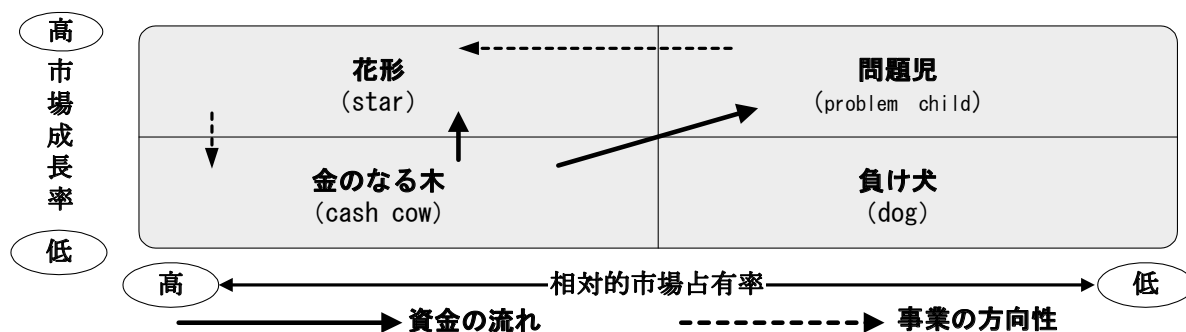 高
市場成長率
低
花形
(star)
問題児
(problem child)
金のなる木
(cash cow)
負け犬
(dog)
高
相対的市場占有率
低
資金の流れ
事業の方向性